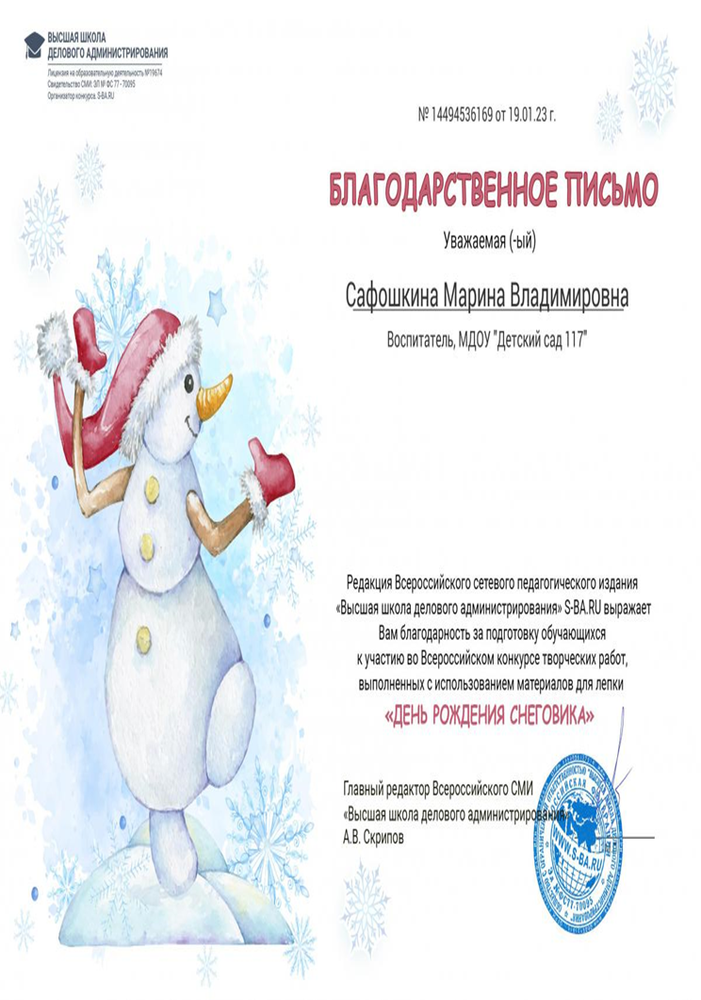 ВЫСШАЯ ШКОЛА
ДЕЛОВОГО АДМИНИСТРИРОВАНИЯ
Лицензия на образовательную деятельность №19674
Свидетельство СМИ: ЭЛ № ФС 77 - 70095
Организатор конкурса. S-BA.RU
№ 14494536169 от 19.01.23 г.
БЛАГОДАРСТВЕННОЕ ПИСЬМО
Уважаемая (-ый)
Сафошкина Марина Владимировна
Воспитатель, МДОУ "Детский сад 117"
Редакция Всероссийского сетевого педагогического издания
«Высшая школа делового администрирования» S-BA.RU выражает
Вам благодарность за подготовку обучающихся
к участию во Всероссийском конкурсе творческих работ,
выполненных с использованием материалов для лепки
«ДЕНЬ РОЖДЕНИЯ СНЕГОВИКА»
Главный редактор Всероссийского СМИ
«Высшая школа делового администрирования»
А.В. Скрипов
WWW.S-BA.RU